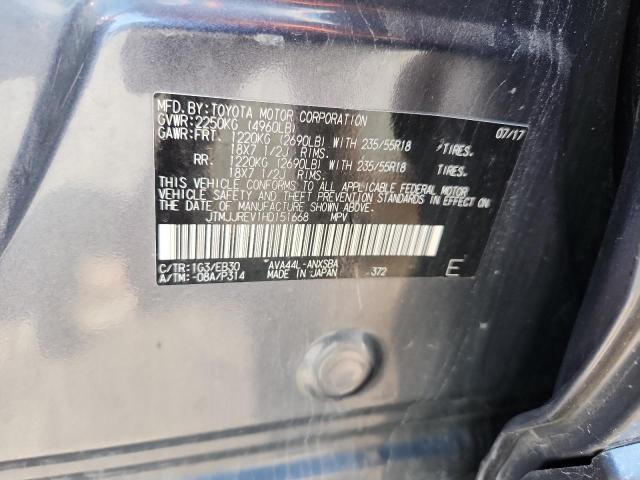 MFD. BY: TOYOTA MOTOR CORPORATION 07/17
GVWR: 2250KG (4960LB)
GAWR: FRT. 1220KG (2690LB) WITH 235/55R18 TIRES.
18X7 1/2J RIMS.
RR. 1220KG (2690LB) WITH 235/55R18 TIRES.
18X7 1/2J RIMS.
THIS VEHICLE CONFORMS TO ALL APPLICABLE FEDERAL MOTOR
VEHICLE SAFETY AND THEFT PREVENTION STANDARDS IN EFFECT ON
THE DATE OF MANUFACTURE SHOWN ABOVE.
JTMJJREV1HD151668 MPV
C/TR: 1G3/EB30 AVA44L-ANXSBA
A/TM: -08A/P314 MADE IN JAPAN 372 E